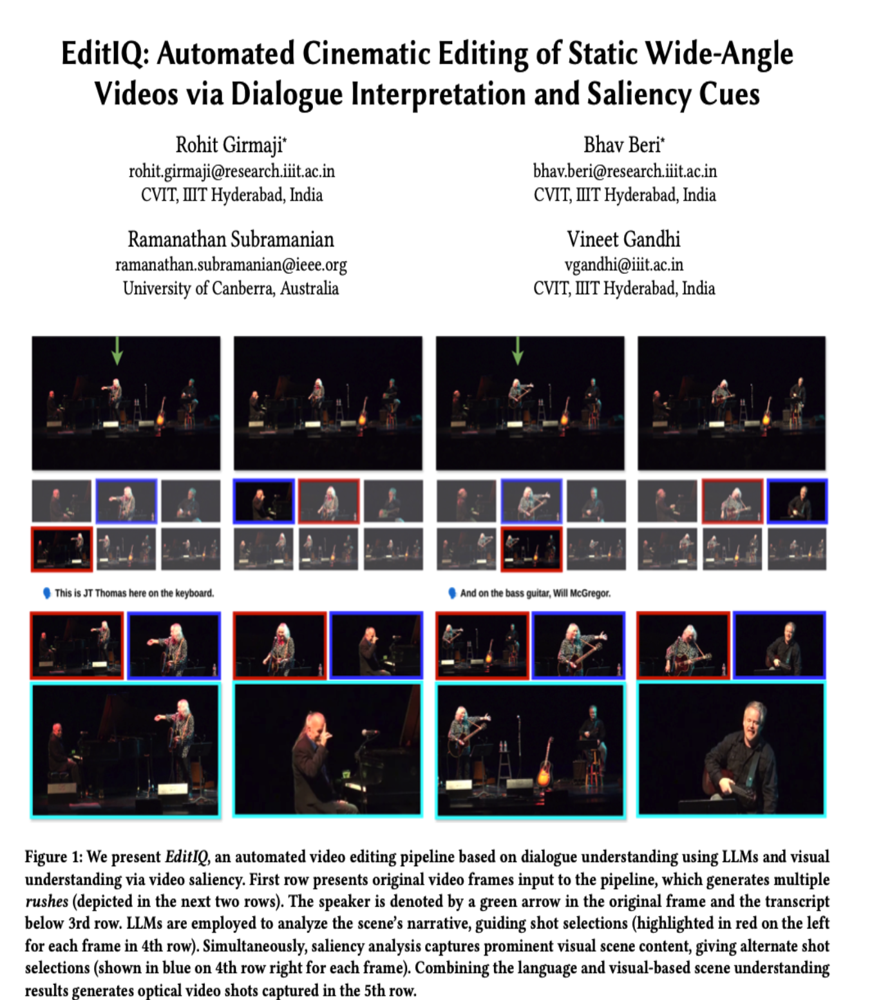 EditIQ: Automated Cinematic Editing of Static Wide-Angle
Videos via Dialogue Interpretation and Saliency Cues
Rohit Girmaji*
rohit.girmaji@research.iiit.ac.in
CVIT, IIIT Hyderabad, India
Bhav Beri*
bhav.beri@research.iiit.ac.in
CVIT, IIIT Hyderabad, India
Ramanathan Subramanian
ramanathan.subramanian@ieee.org
University of Canberra, Australia
Vineet Gandhi
vgandhi@iiit.ac.in
CVIT, IIIT Hyderabad, India
This is JT Thomas here on the keyboard.
And on the bass guitar, Will McGregor.
Figure 1: We present EditIQ, an automated video editing pipeline based on dialogue understanding using LLMs and visual
understanding via video saliency. First row presents original video frames input to the pipeline, which generates multiple
rushes (depicted in the next two rows). The speaker is denoted by a green arrow in the original frame and the transcript
below 3rd row. LLMs are employed to analyze the scene's narrative, guiding shot selections (highlighted in red on the left
for each frame in 4th row). Simultaneously, saliency analysis captures prominent visual scene content, giving alternate shot
selections (shown in blue on 4th row right for each frame). Combining the language and visual-based scene understanding
results generates optical video shots captured in the 5th row.